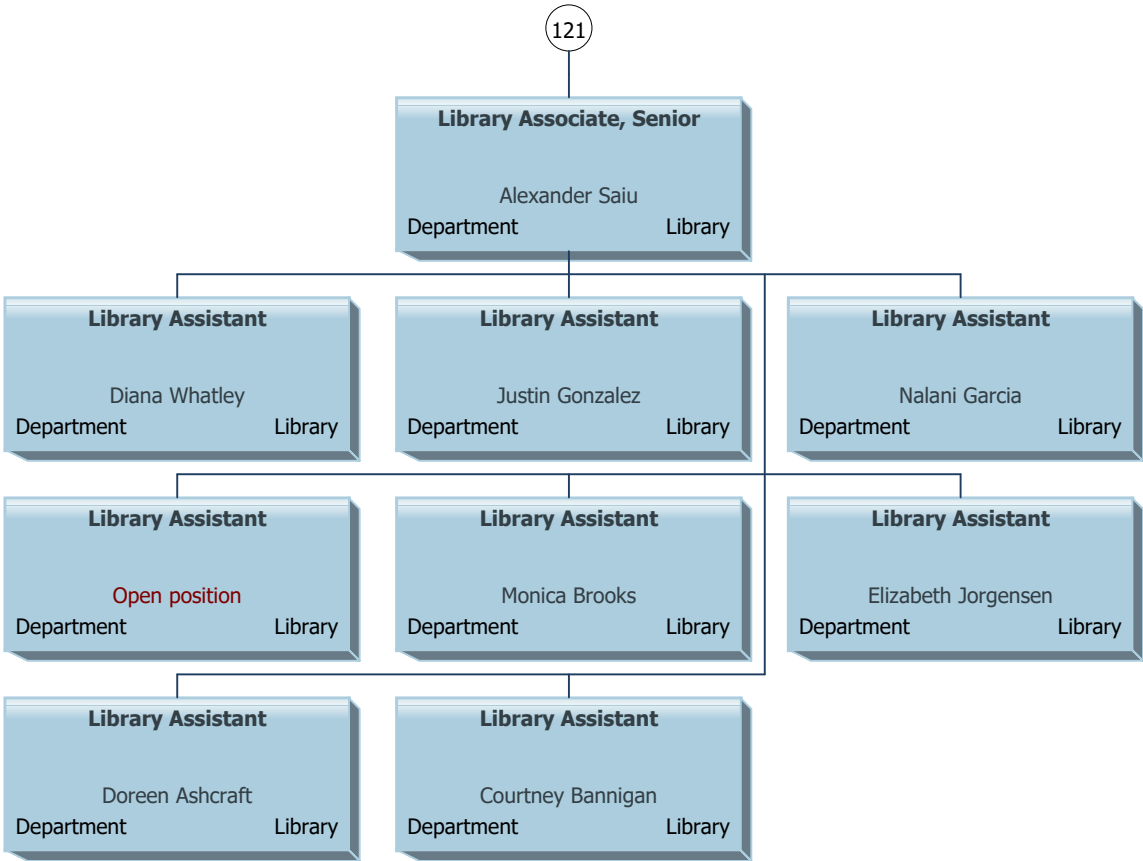 121
Library Associate, Senior
Alexander Saiu
Department Library
Library Assistant
Diana Whatley
Department Library
Library Assistant
Justin Gonzalez
Department Library
Library Assistant
Nalani Garcia
Department Library
Library Assistant
Open position
Department Library
Library Assistant
Monica Brooks
Department Library
Library Assistant
Elizabeth Jorgensen
Department Library
Library Assistant
Doreen Ashcraft
Department Library
Library Assistant
Courtney Bannigan
Department Library